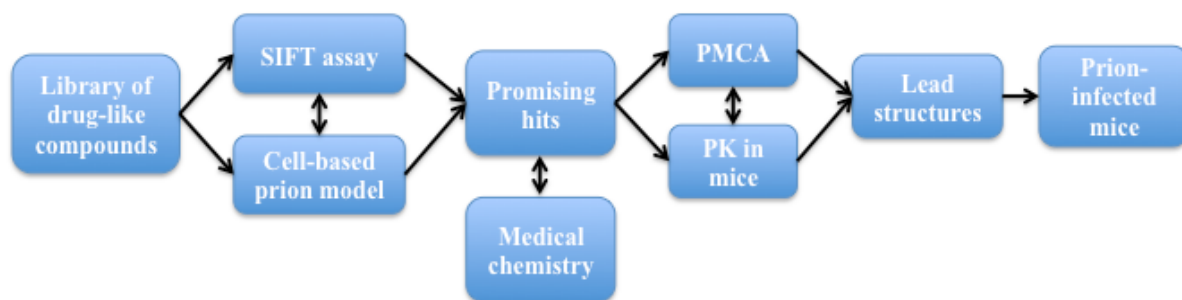 Library of
drug-like
compounds
SIFT assay
Cell-based
prion model
Promising
hits
Medical
chemistry
PMCA
PK in
mice
Lead
structures
Prion-
infected
mice